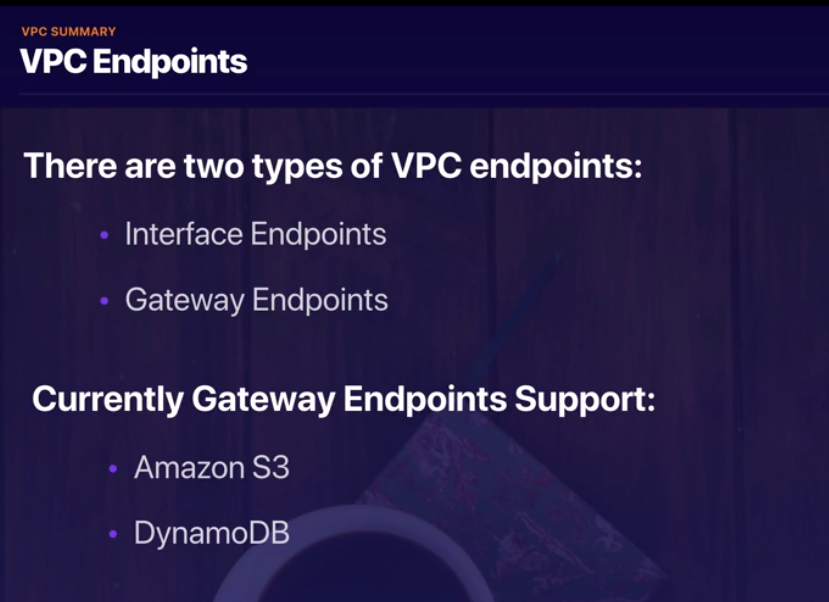 VPC SUMMARY
VPC Endpoints
There are two types of VPC endpoints:
• Interface Endpoints
• Gateway Endpoints
Currently Gateway Endpoints Support:
• Amazon S3
• DynamoDB